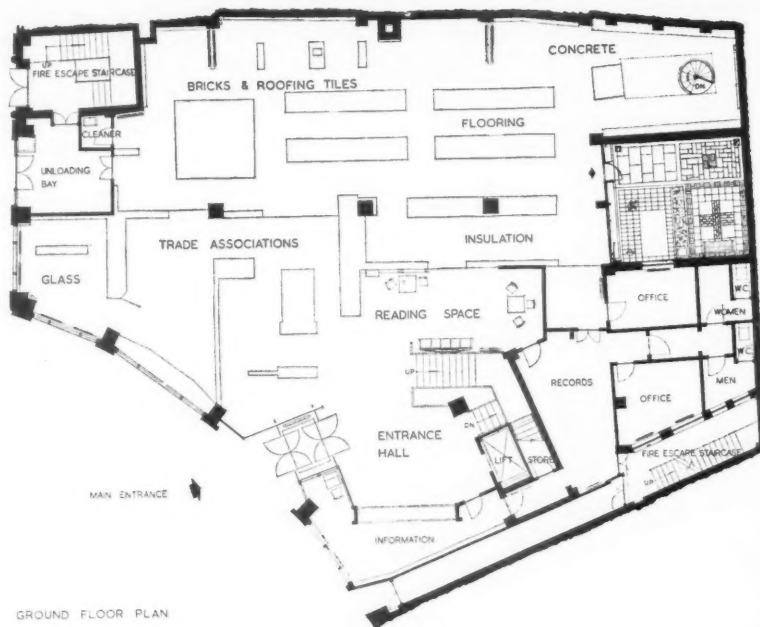 UP
FIRE ESCAPE STAIRCASE
CONCRETE
BRICKS & ROOFING TILES
DN
CLEANER
FLOORING
UNLOADING
BAY
TRADE ASSOCIATIONS
INSULATION
GLASS
OFFICE
WC
WOMEN
READING SPACE
WC
UP
RECORDS
MEN
OFFICE
DN
ENTRANCE
HALL
LIFT
STORE
FIRE ESCAPE STAIRCASE
UP
MAIN ENTRANCE
INFORMATION
GROUND FLOOR PLAN